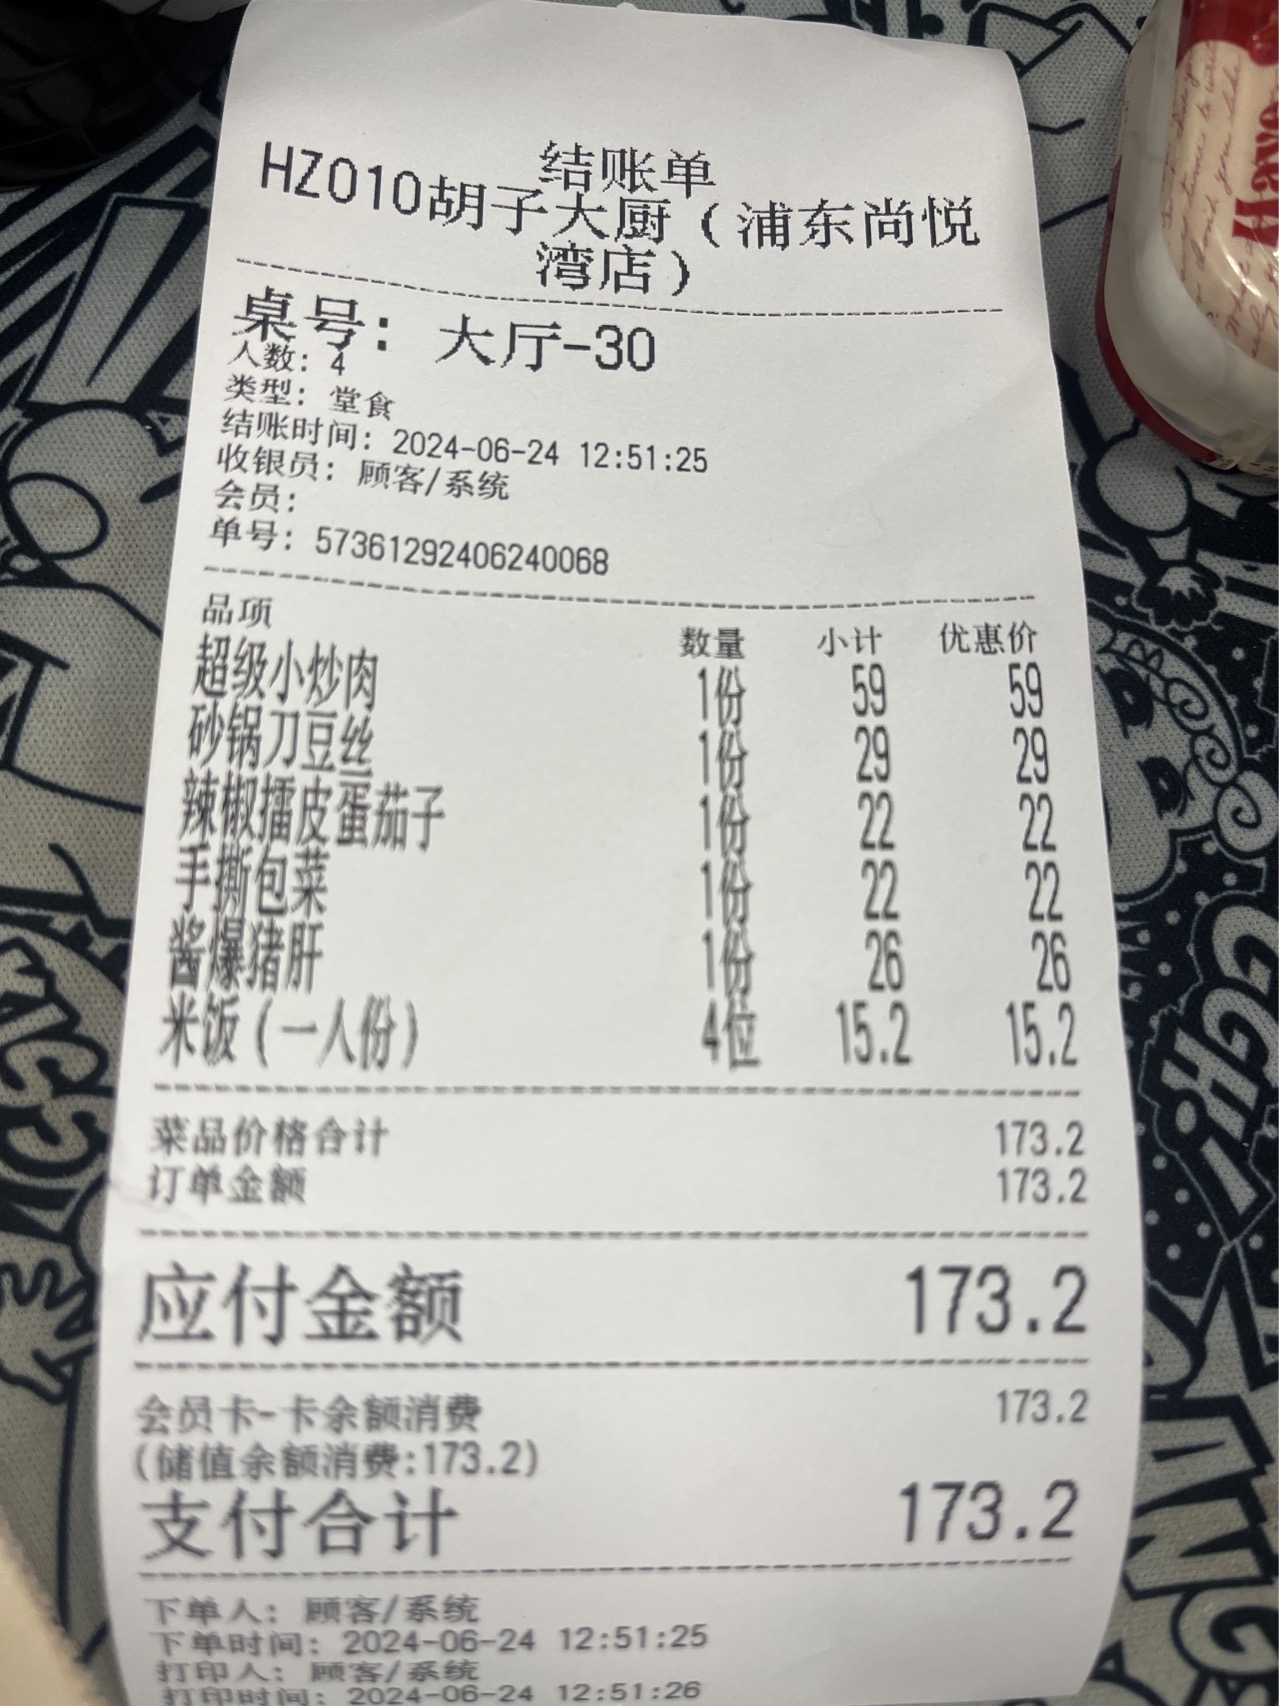 结账单
HZ010胡子大厨(浦东尚悦
湾店)
桌号: 大厅-30
人数: 4
类型: 堂食
结账时间: 2024-06-24 12:51:25
收银员: 顾客/系统
会员:
单号: 573612924062400​68
品项 数量 小计 优惠价
超级小炒肉 1份 59 59
砂锅刀豆丝 1份 29 29
辣椒擂皮蛋茄子 1份 22 22
手撕包菜 1份 22 22
酱爆猪肝 1份 26 26
米饭(一人份) 4位 15.2 15.2
菜品价格合计 173.2
订单金额 173.2
应付金额 173.2
会员卡-卡余额消费 173.2
(储值余额消费:173.2)
支付合计 173.2
下单人: 顾客/系统
下单时间: 2024-06-24 12:51:25
打印人: 顾客/系统
打印时间: 2024-06-24 12:51:26